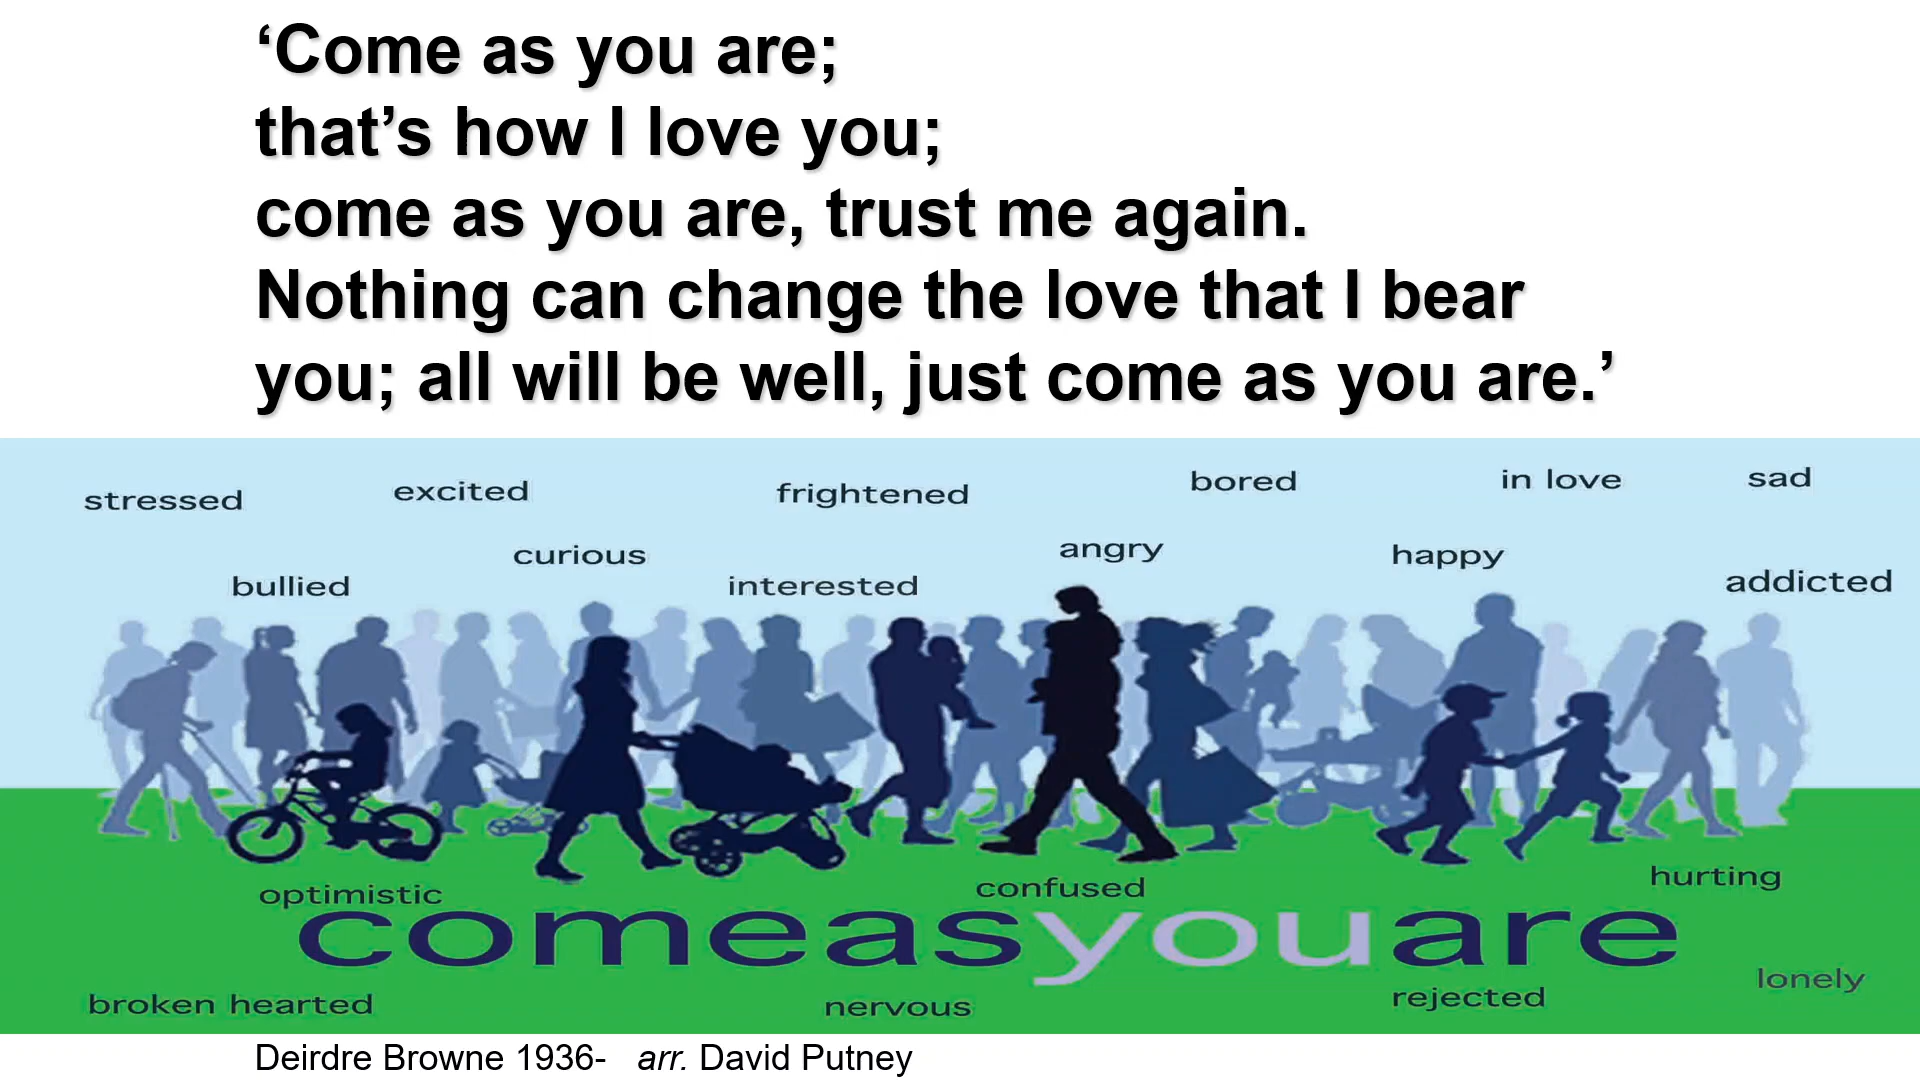 ‘Come as you are;
that’s how I love you;
come as you are, trust me again.
Nothing can change the love that I bear
you; all will be well, just come as you are.’
stressed excited frightened bored in love sad
curious angry happy
bullied interested addicted
optimistic confused hurting
comeasyouare
broken hearted nervous rejected lonely
Deirdre Browne 1936- arr. David Putney